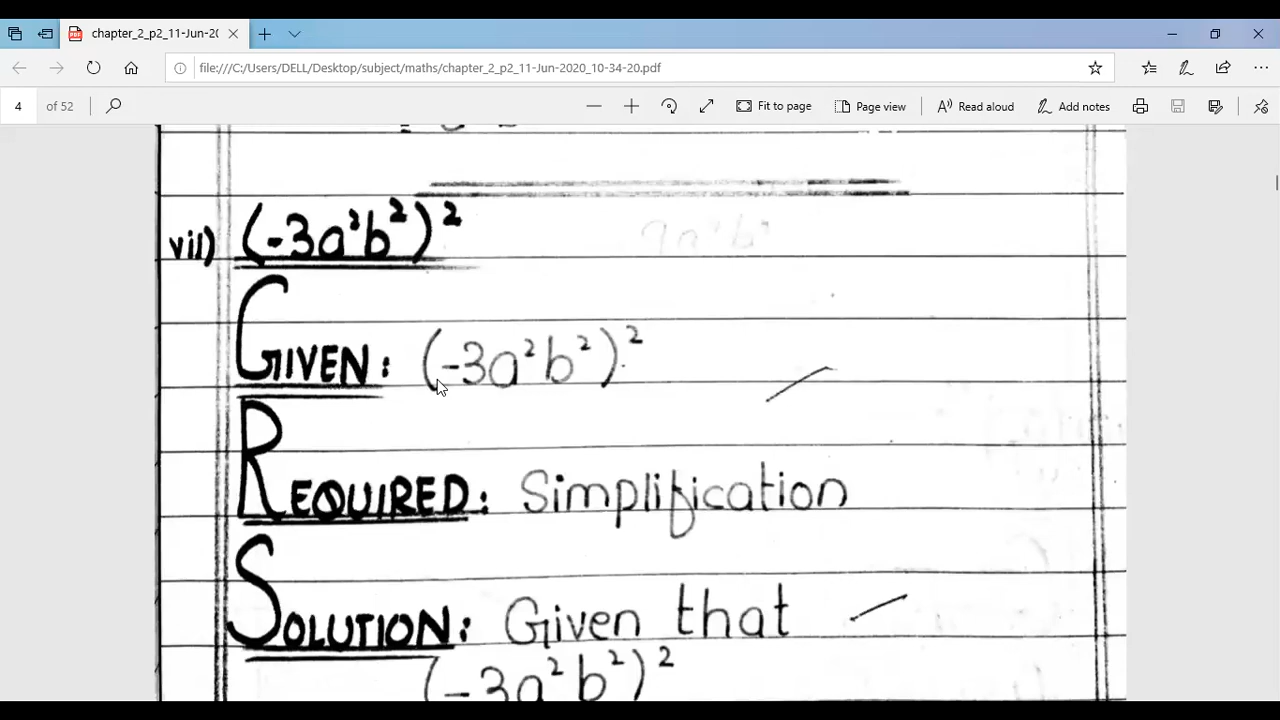 chapter_2_p2_11-Jun-20
file:///C:/Users/DELL/Desktop/subject/maths/chapter_2_p2_11-Jun-2020_10-34-20.pdf
4 of 52 Fit to page Page view Read aloud Add notes
vii) (-3a²b²)²
GIVEN: (-3a²b²)²
REQUIRED: Simplification
SOLUTION: Given that
(-3a²b²)²